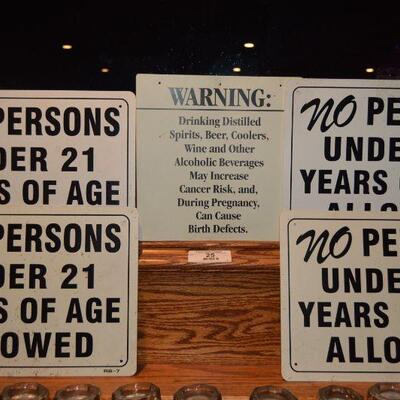 PERSONS
DER 21
S OF AGE
PERSONS
DER 21
S OF AGE
OWED
RS-7
WARNING:
Drinking Distilled
Spirits, Beer, Coolers,
Wine and Other
Alcoholic Beverages
May Increase
Cancer Risk, and,
During Pregnancy,
Can Cause
Birth Defects.
25
NO PE
UNDE
YEARS
ALLO
NO PE
UNDE
YEARS
ALLO